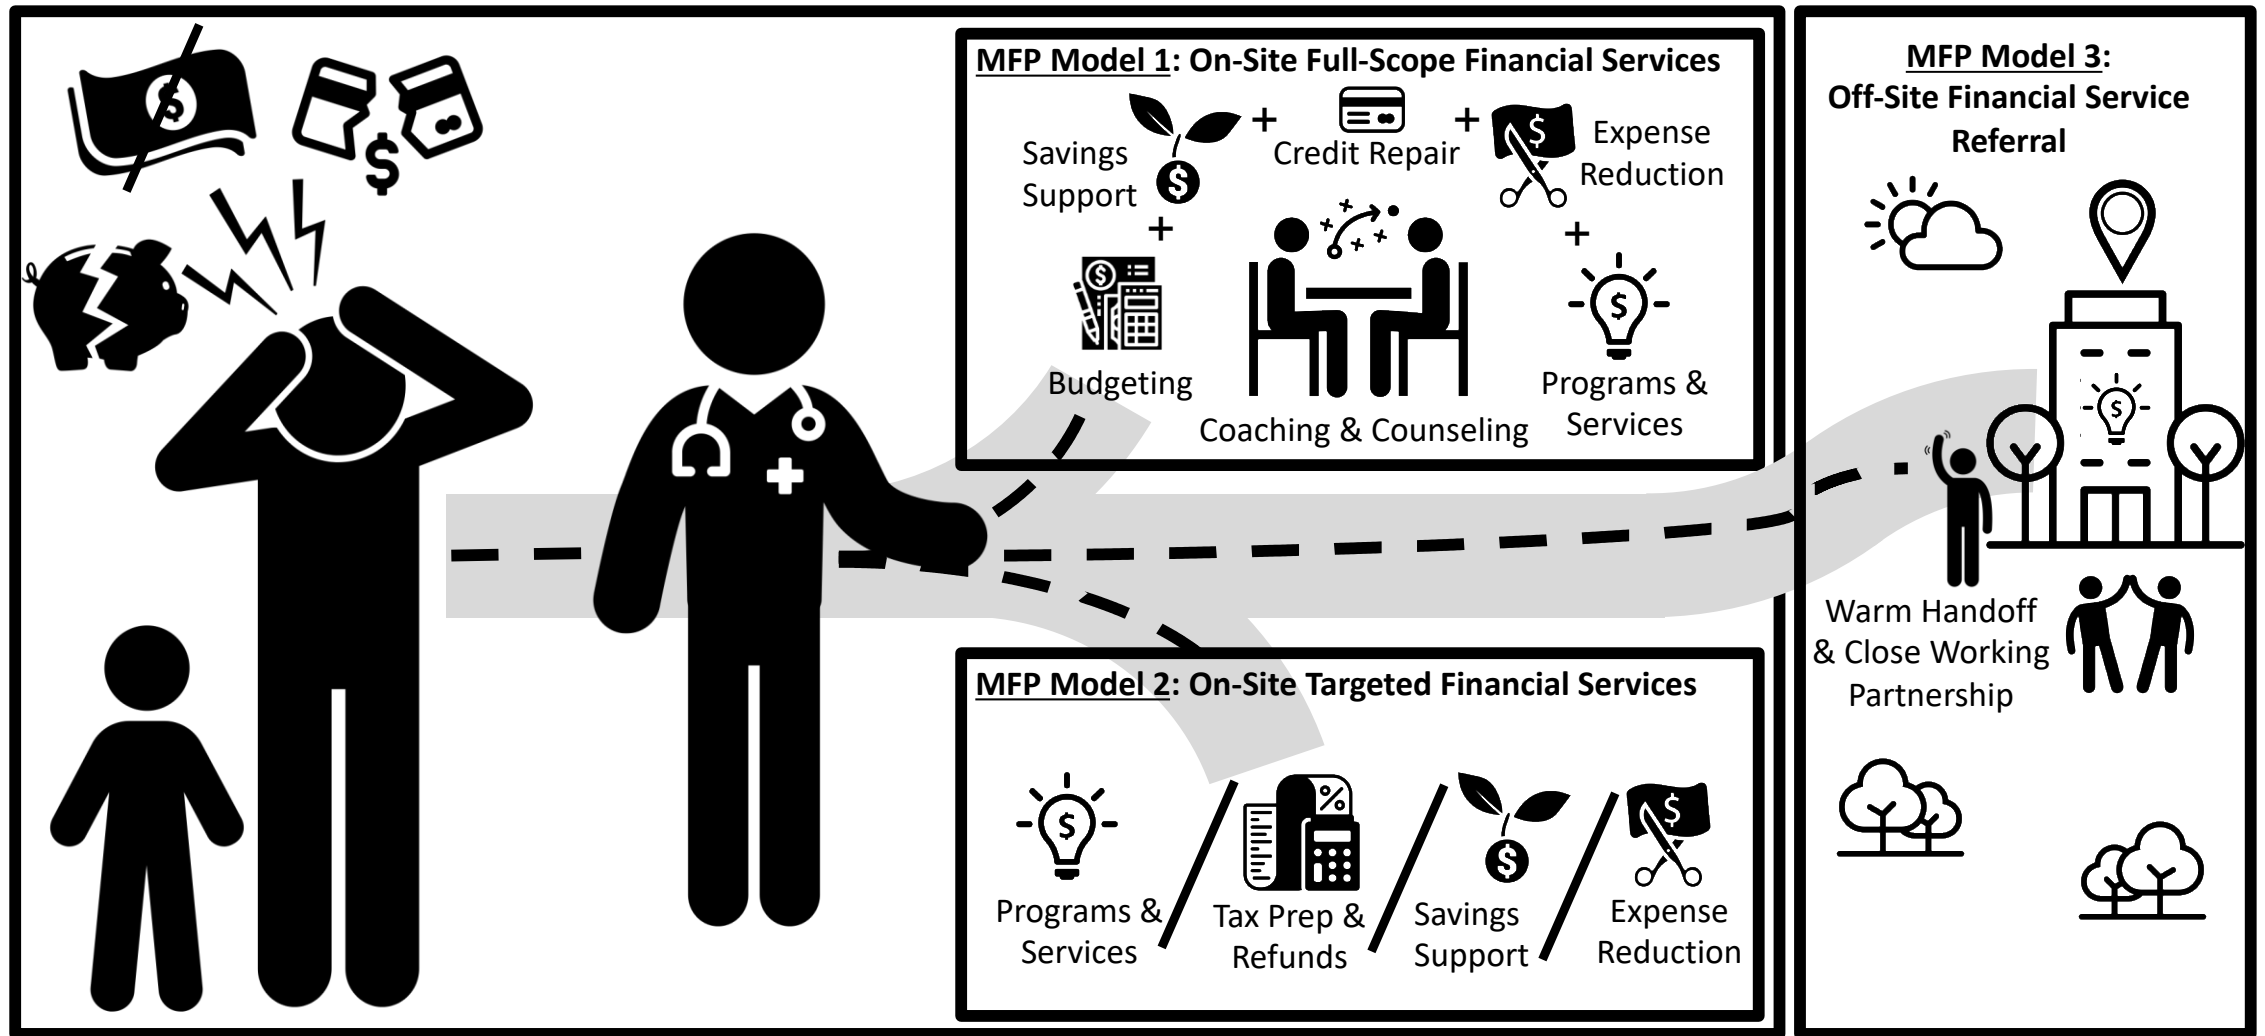 MFP Model 1: On-Site Full-Scope Financial Services
Savings
Support
+
Credit Repair
+
Expense
Reduction
+
+
Budgeting
Coaching & Counseling
Programs &
Services
MFP Model 2: On-Site Targeted Financial Services
Programs &
Services
/
Tax Prep &
Refunds
/
Savings
Support
/
Expense
Reduction
MFP Model 3:
Off-Site Financial Service
Referral
Warm Handoff
& Close Working
Partnership